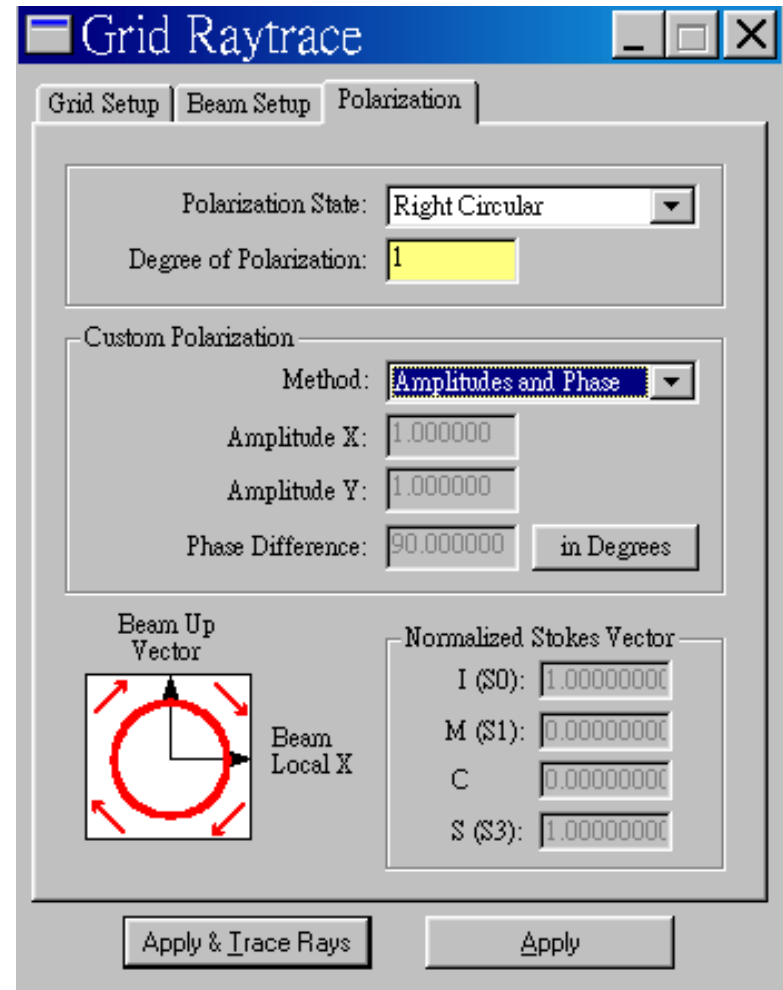 Grid Raytrace
Grid Setup Beam Setup Polarization
Polarization State: Right Circular
Degree of Polarization: 1
Custom Polarization
Method: Amplitudes and Phase
Amplitude X: 1.000000
Amplitude Y: 1.000000
Phase Difference: 90.000000 in Degrees
Beam Up
Vector
Beam
Local X
Normalized Stokes Vector
I (S0): 1.00000000
M (S1): 0.00000000
C 0.00000000
S (S3): 1.00000000
Apply & Trace Rays Apply